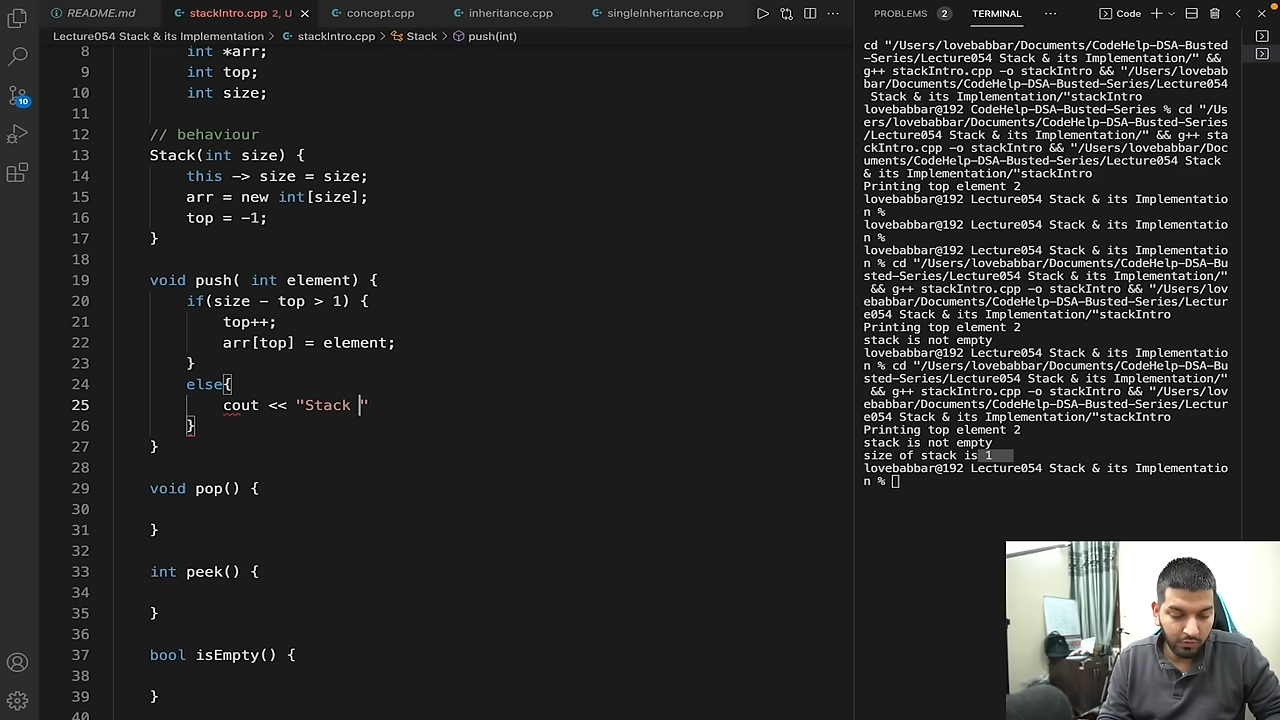 README.md stackIntro.cpp 2, U concept.cpp inheritance.cpp singleInheritance.cpp
Lecture054 Stack & its Implementation > stackIntro.cpp > Stack > push(int)
8 int *arr;
9 int top;
10 int size;
11
12 // behaviour
13 Stack(int size) {
14 this -> size = size;
15 arr = new int[size];
16 top = -1;
17 }
18
19 void push( int element) {
20 if(size - top > 1) {
21 top++;
22 arr[top] = element;
23 }
24 else{
25 cout << "Stack "
26 }
27 }
28
29 void pop() {
30
31 }
32
33 int peek() {
34
35 }
36
37 bool isEmpty() {
38
39 }
40
10
PROBLEMS 2 TERMINAL ··· Code
cd "/Users/lovebabbar/Documents/CodeHelp-DSA-Busted
-Series/Lecture054 Stack & its Implementation/" &&
g++ stackIntro.cpp -o stackIntro && "/Users/lovebab
bar/Documents/CodeHelp-DSA-Busted-Series/Lecture054
Stack & its Implementation/"stackIntro
lovebabbar@192 CodeHelp-DSA-Busted-Series % cd "/Us
ers/lovebabbar/Documents/CodeHelp-DSA-Busted-Series
/Lecture054 Stack & its Implementation/" && g++ sta
ckIntro.cpp -o stackIntro && "/Users/lovebabbar/Doc
uments/CodeHelp-DSA-Busted-Series/Lecture054 Stack
& its Implementation/"stackIntro
Printing top element 2
lovebabbar@192 Lecture054 Stack & its Implementatio
n %
lovebabbar@192 Lecture054 Stack & its Implementatio
n %
lovebabbar@192 Lecture054 Stack & its Implementatio
n % cd "/Users/lovebabbar/Documents/CodeHelp-DSA-Bu
sted-Series/Lecture054 Stack & its Implementation/"
&& g++ stackIntro.cpp -o stackIntro && "/Users/lov
ebabbar/Documents/CodeHelp-DSA-Busted-Series/Lectur
e054 Stack & its Implementation/"stackIntro
Printing top element 2
stack is not empty
lovebabbar@192 Lecture054 Stack & its Implementatio
n % cd "/Users/lovebabbar/Documents/CodeHelp-DSA-Bu
sted-Series/Lecture054 Stack & its Implementation/"
&& g++ stackIntro.cpp -o stackIntro && "/Users/lov
ebabbar/Documents/CodeHelp-DSA-Busted-Series/Lectur
e054 Stack & its Implementation/"stackIntro
Printing top element 2
stack is not empty
size of stack is 1
lovebabbar@192 Lecture054 Stack & its Implementatio
n %